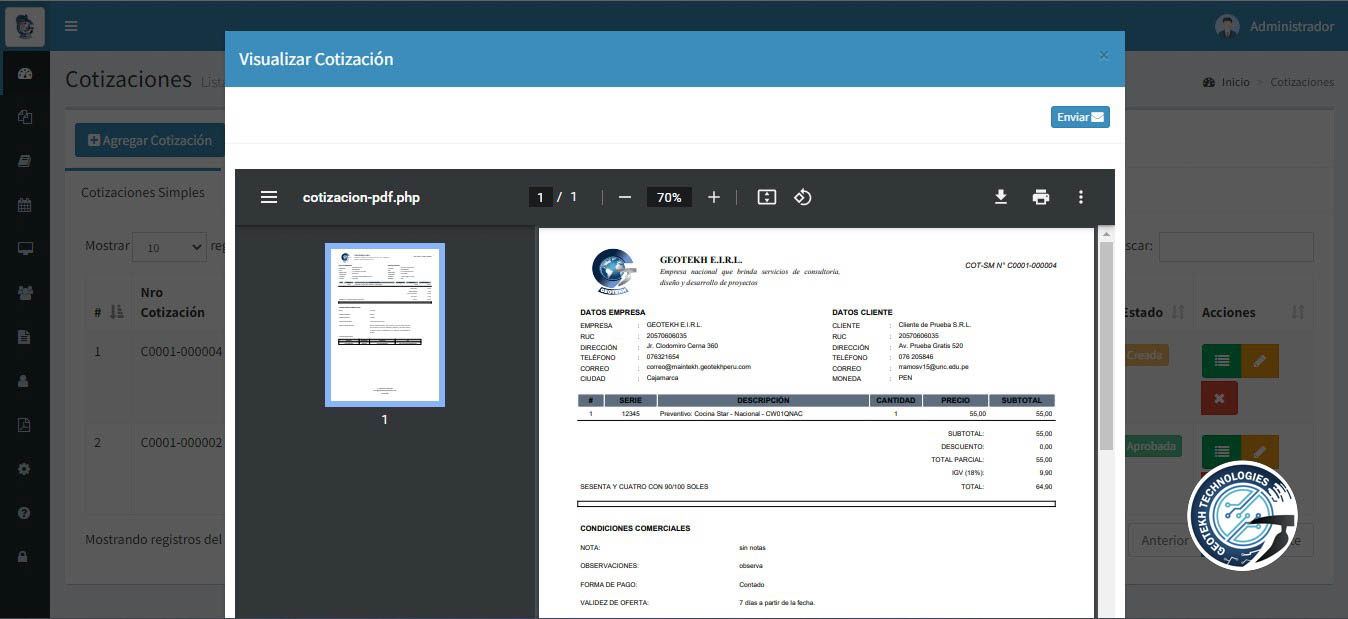 Administrador
Visualizar Cotización
×
Cotizaciones Lista
Inicio > Cotizaciones
Enviar
Agregar Cotización
cotizacion-pdf.php
1 / 1
70%
Cotizaciones Simples
Mostrar 10 reg
scar:
Nro
# Cotización
Estado Acciones
1 C0001-000004
Creada
2 C0001-000002
Aprobada
Mostrando registros del
Anterior
te
1
GEOTEKH
GEOTEKH E.I.R.L.
Empresa nacional que brinda servicios de consultoria,
diseño y desarrollo de proyectos
COT-SM N° C0001-000004
DATOS EMPRESA
EMPRESA : GEOTEKH E.I.R.L.
RUC : 20570606035
DIRECCIÓN : Jr. Clodomiro Cerna 360
TELÉFONO : 076321654
CORREO : correo@maintekh.geotekhperu.com
CIUDAD : Cajamarca
DATOS CLIENTE
CLIENTE : Cliente de Prueba S.R.L.
RUC : 20570606035
DIRECCIÓN : Av. Prueba Gratis 520
TELÉFONO : 076 205846
CORREO : rramosv15@unc.edu.pe
MONEDA : PEN
# SERIE DESCRIPCIÓN CANTIDAD PRECIO SUBTOTAL
1 12345 Preventivo: Cocina Star - Nacional - CW01QNAC 1 55,00 55,00
SUBTOTAL: 55,00
DESCUENTO: 0,00
TOTAL PARCIAL: 55,00
IGV (18%): 9,90
SESENTA Y CUATRO CON 90/100 SOLES TOTAL: 64,90
CONDICIONES COMERCIALES
NOTA: sin notas
OBSERVACIONES: observa
FORMA DE PAGO: Contado
VALIDEZ DE OFERTA: 7 días a partir de la fecha.
GEOTEKH TECHNOLOGIES